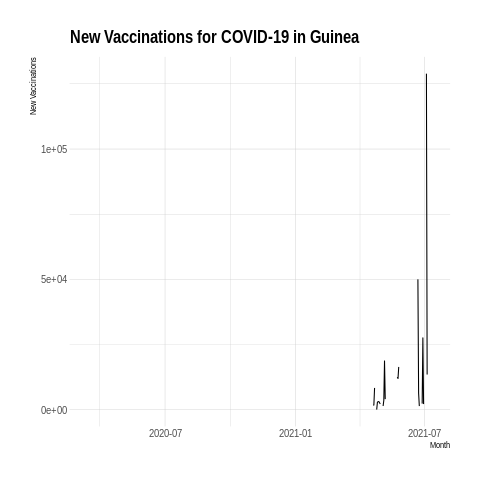 New Vaccinations for COVID-19 in Guinea
New Vaccinations
1e+05
5e+04
0e+00
2020-07
2021-01
2021-07
Month